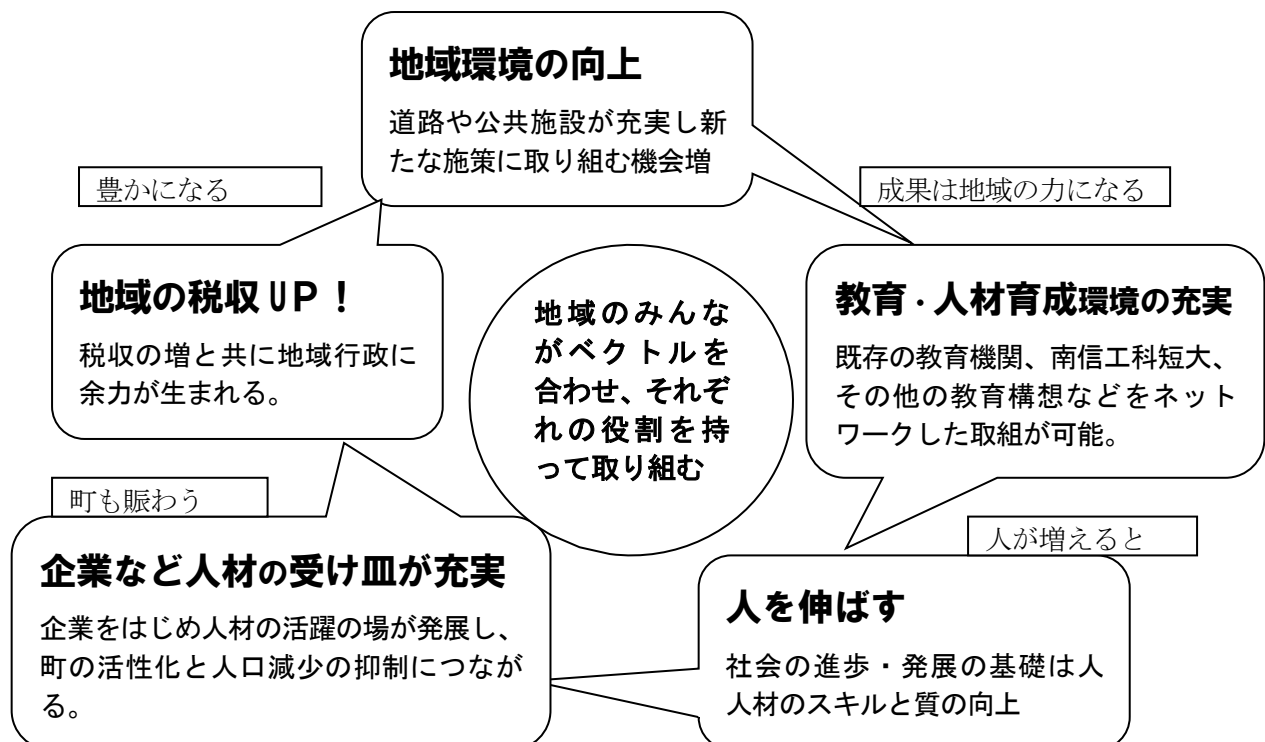 地域環境の向上
道路や公共施設が充実し新
たな施策に取り組む機会増
豊かになる
成果は地域の力になる
地域の税収UP！
税収の増と共に地域行政に
余力が生まれる。
地域のみんな
がベクトルを
合わせ、それぞ
れの役割を持
って取り組む
教育・人材育成環境の充実
既存の教育機関、南信工科短大、
その他の教育構想などをネット
ワークした取組が可能。
町も賑わう
人が増えると
企業など人材の受け皿が充実
企業をはじめ人材の活躍の場が発展し、
町の活性化と人口減少の抑制につなが
る。
人を伸ばす
社会の進歩・発展の基礎は人
人材のスキルと質の向上